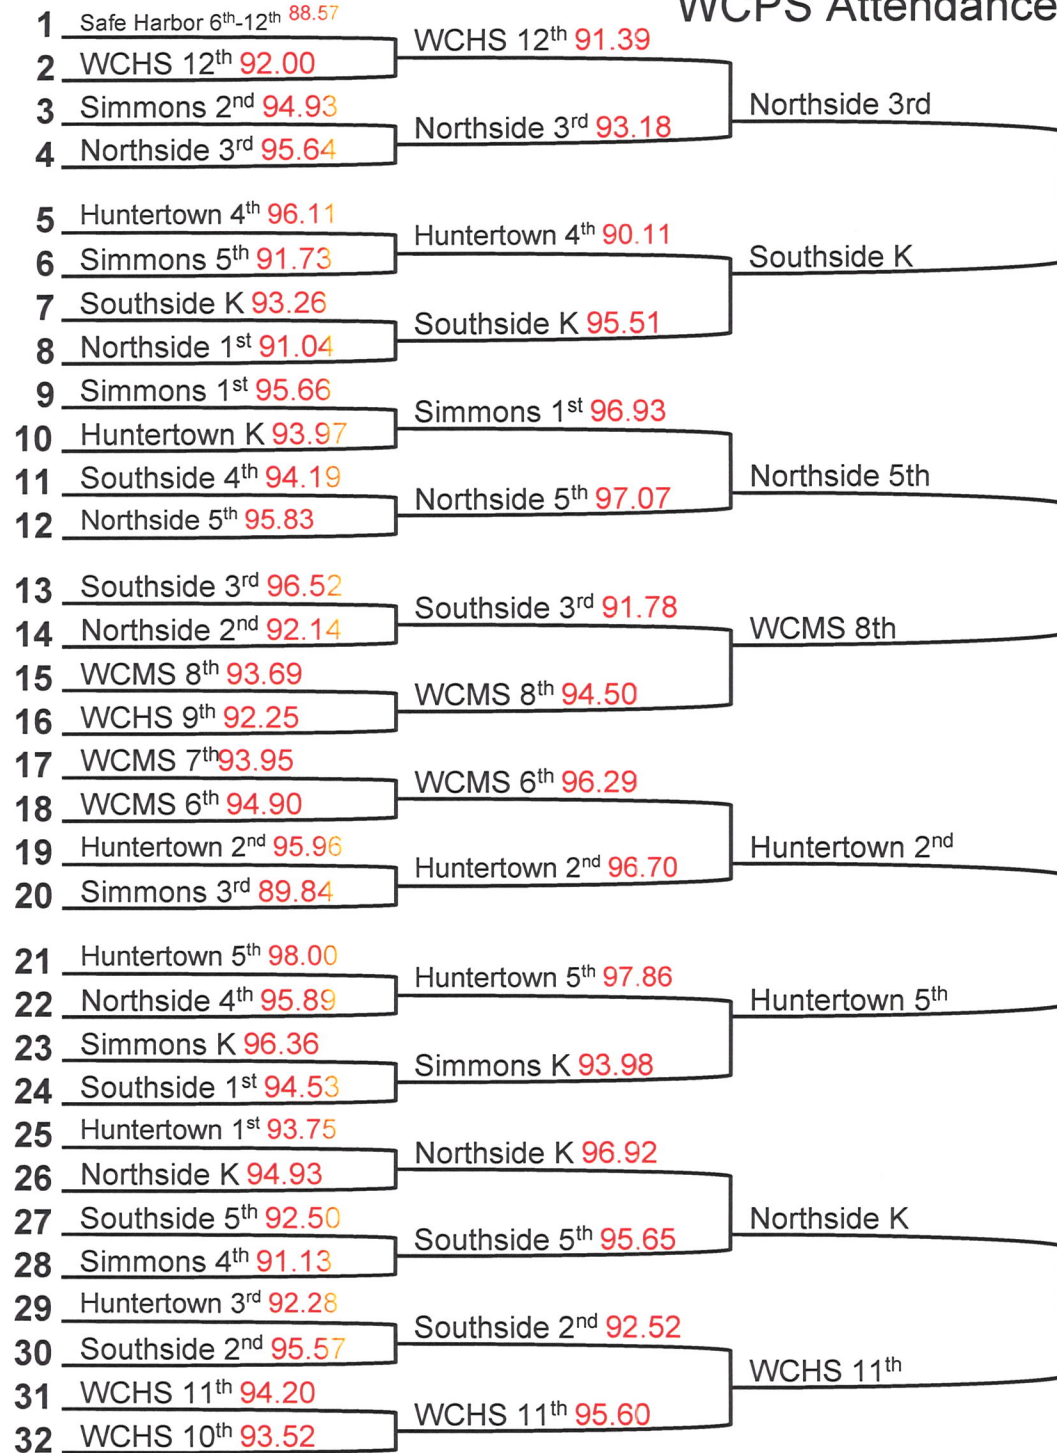 WCPS Attendance
1 Safe Harbor 6th-12th 88.57
2 WCHS 12th 92.00
3 Simmons 2nd 94.93
4 Northside 3rd 95.64
5 Huntertown 4th 96.11
6 Simmons 5th 91.73
7 Southside K 93.26
8 Northside 1st 91.04
9 Simmons 1st 95.66
10 Huntertown K 93.97
11 Southside 4th 94.19
12 Northside 5th 95.83
13 Southside 3rd 96.52
14 Northside 2nd 92.14
15 WCMS 8th 93.69
16 WCHS 9th 92.25
17 WCMS 7th93.95
18 WCMS 6th 94.90
19 Huntertown 2nd 95.96
20 Simmons 3rd 89.84
21 Huntertown 5th 98.00
22 Northside 4th 95.89
23 Simmons K 96.36
24 Southside 1st 94.53
25 Huntertown 1st 93.75
26 Northside K 94.93
27 Southside 5th 92.50
28 Simmons 4th 91.13
29 Huntertown 3rd 92.28
30 Southside 2nd 95.57
31 WCHS 11th 94.20
32 WCHS 10th 93.52
WCHS 12th 91.39
Northside 3rd 93.18
Huntertown 4th 90.11
Southside K 95.51
Simmons 1st 96.93
Northside 5th 97.07
Southside 3rd 91.78
WCMS 8th 94.50
WCMS 6th 96.29
Huntertown 2nd 96.70
Huntertown 5th 97.86
Simmons K 93.98
Northside K 96.92
Southside 5th 95.65
Southside 2nd 92.52
WCHS 11th 95.60
Northside 3rd
Southside K
Northside 5th
WCMS 8th
Huntertown 2nd
Huntertown 5th
Northside K
WCHS 11th